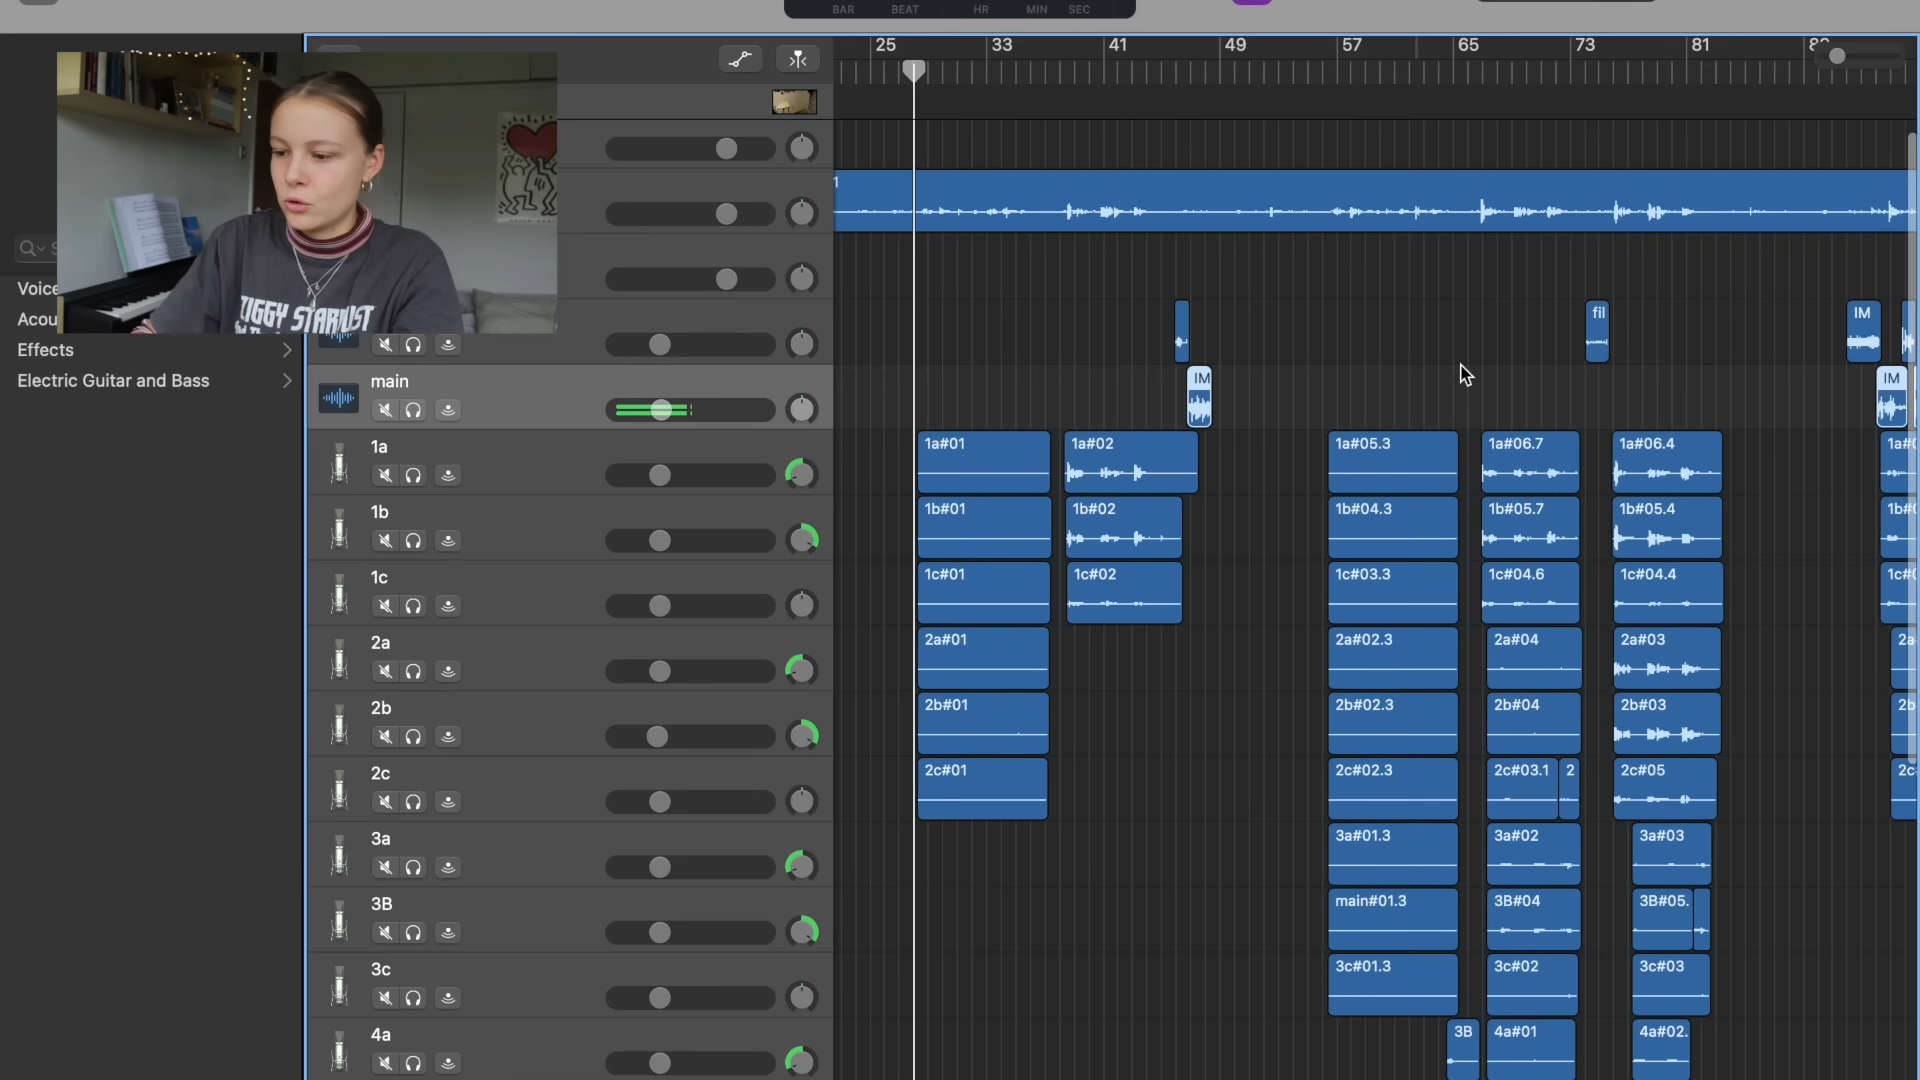 BAR BEAT HR MIN SEC
25 33 41 49 57 65 73 81
1
ZIGGY STARDUST
Voice
Acou
Effects
Electric Guitar and Bass
fil
IM
main
IM
IM
1a
1a#01
1a#02
1a#05.3
1a#06.7
1a#06.4
1b
1b#01
1b#02
1b#04.3
1b#05.7
1b#05.4
1c
1c#01
1c#02
1c#03.3
1c#04.6
1c#04.4
2a
2a#01
2a#02.3
2a#04
2a#03
2a
2b
2b#01
2b#02.3
2b#04
2b#03
2b
2c
2c#01
2c#02.3
2c#03.1
2
2c#05
2c
3a
3a#01.3
3a#02
3a#03
3B
main#01.3
3B#04
3B#05.
3c
3c#01.3
3c#02
3c#03
4a
3B
4a#01
4a#02.